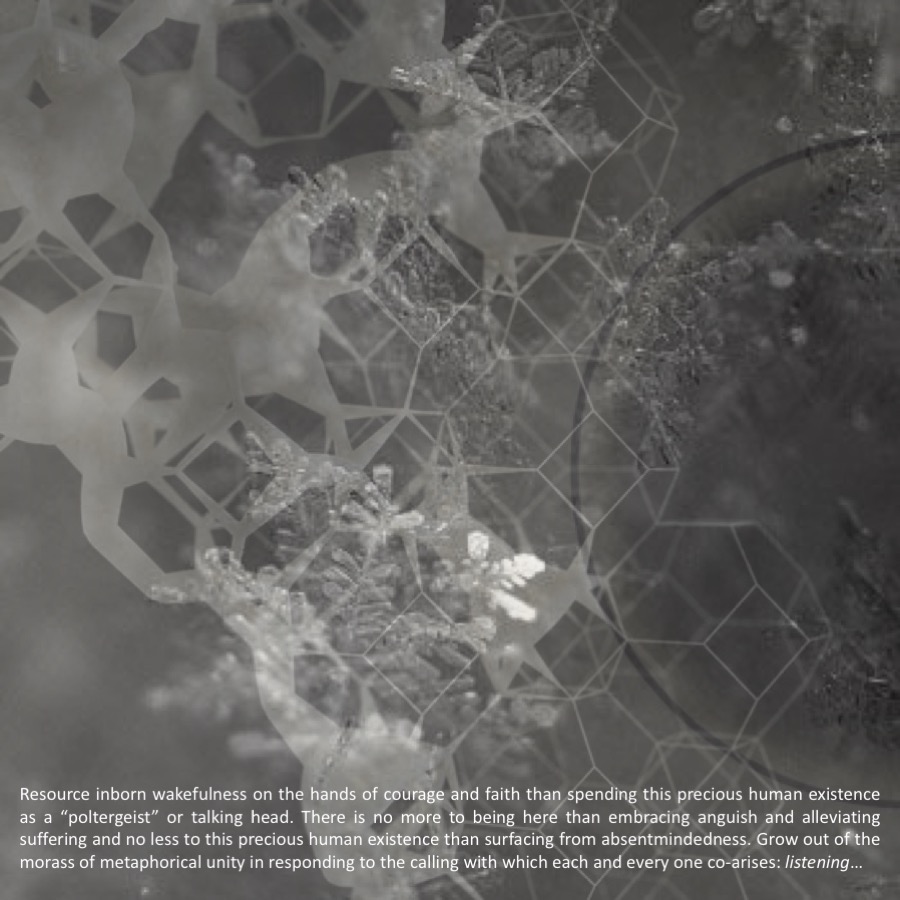 Resource inborn wakefulness on the hands of courage and faith than spending this precious human existence
as a “poltergeist” or talking head. There is no more to being here than embracing anguish and alleviating
suffering and no less to this precious human existence than surfacing from absentmindedness. Grow out of the
morass of metaphorical unity in responding to the calling with which each and every one co-arises: listening...